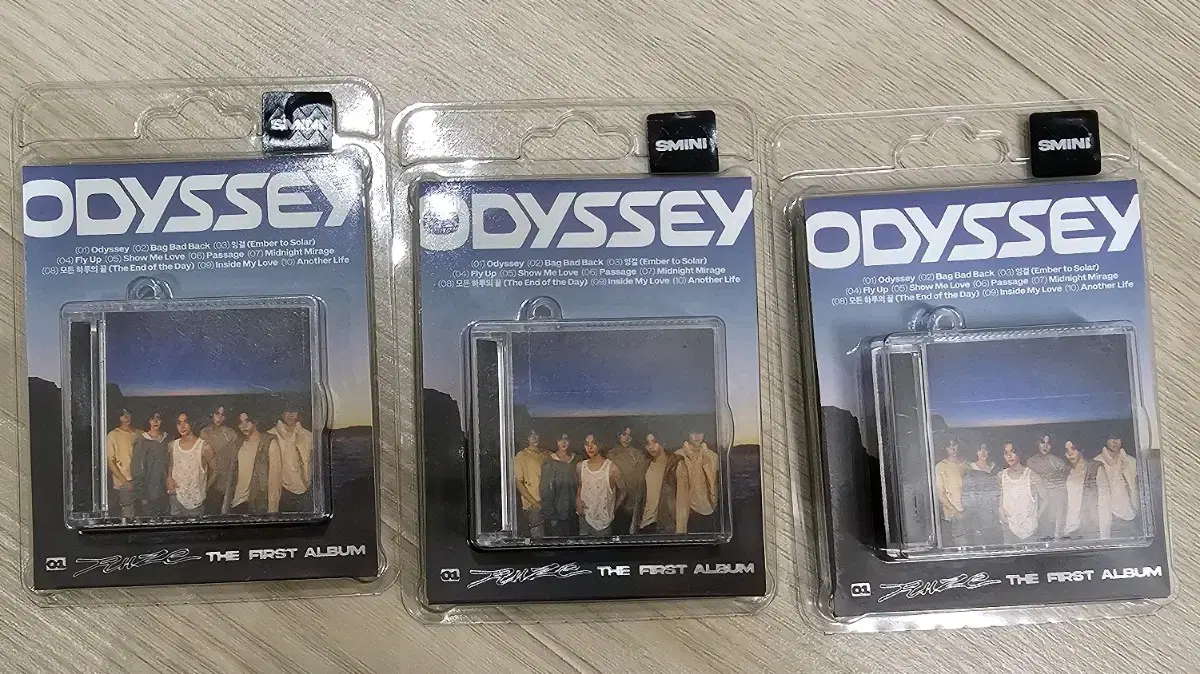 SMINI
ODYSSEY
(01) Odyssey (02) Bag Bad Back (03) 잉걸 (Ember to Solar)
(04) Fly Up (05) Show Me Love (06) Passage (07) Midnight Mirage
(08) 모든 하루의 끝 (The End of the Day) (09) Inside My Love (10) Another Life
01 RIIZE THE FIRST ALBUM
SMINI
ODYSSEY
(01) Odyssey (02) Bag Bad Back (03) 잉걸 (Ember to Solar)
(04) Fly Up (05) Show Me Love (06) Passage (07) Midnight Mirage
(08) 모든 하루의 끝 (The End of the Day) (09) Inside My Love (10) Another Life
01 RIIZE THE FIRST ALBUM
SMINI
ODYSSEY
(01) Odyssey (02) Bag Bad Back (03) 잉걸 (Ember to Solar)
(04) Fly Up (05) Show Me Love (06) Passage (07) Midnight Mirage
(08) 모든 하루의 끝 (The End of the Day) (09) Inside My Love (10) Another Life
01 RIIZE THE FIRST ALBUM